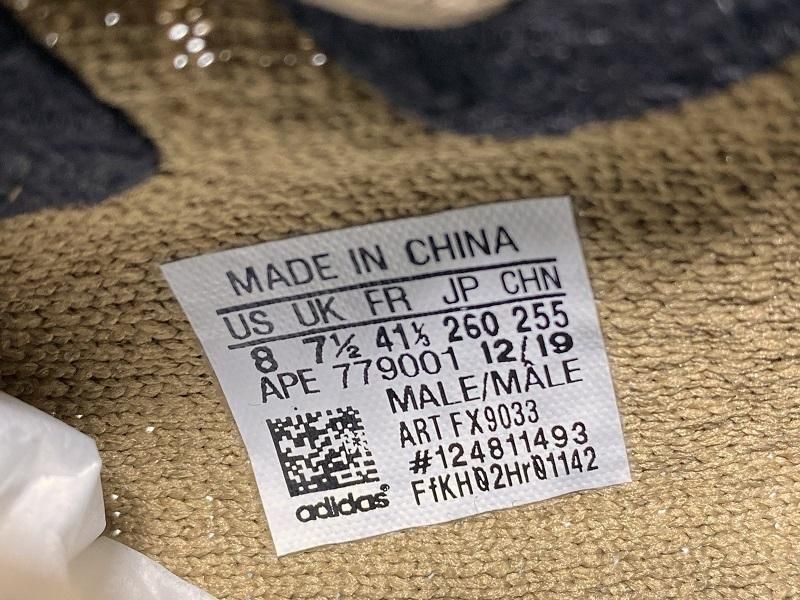 MADE IN CHINA
US UK FR JP CHN
8 7½ 41⅓ 260 255
APE 779001 12/19
MALE/MÂLE
ART FX9033
#124811493
FfKH02Hr01142
adidas®